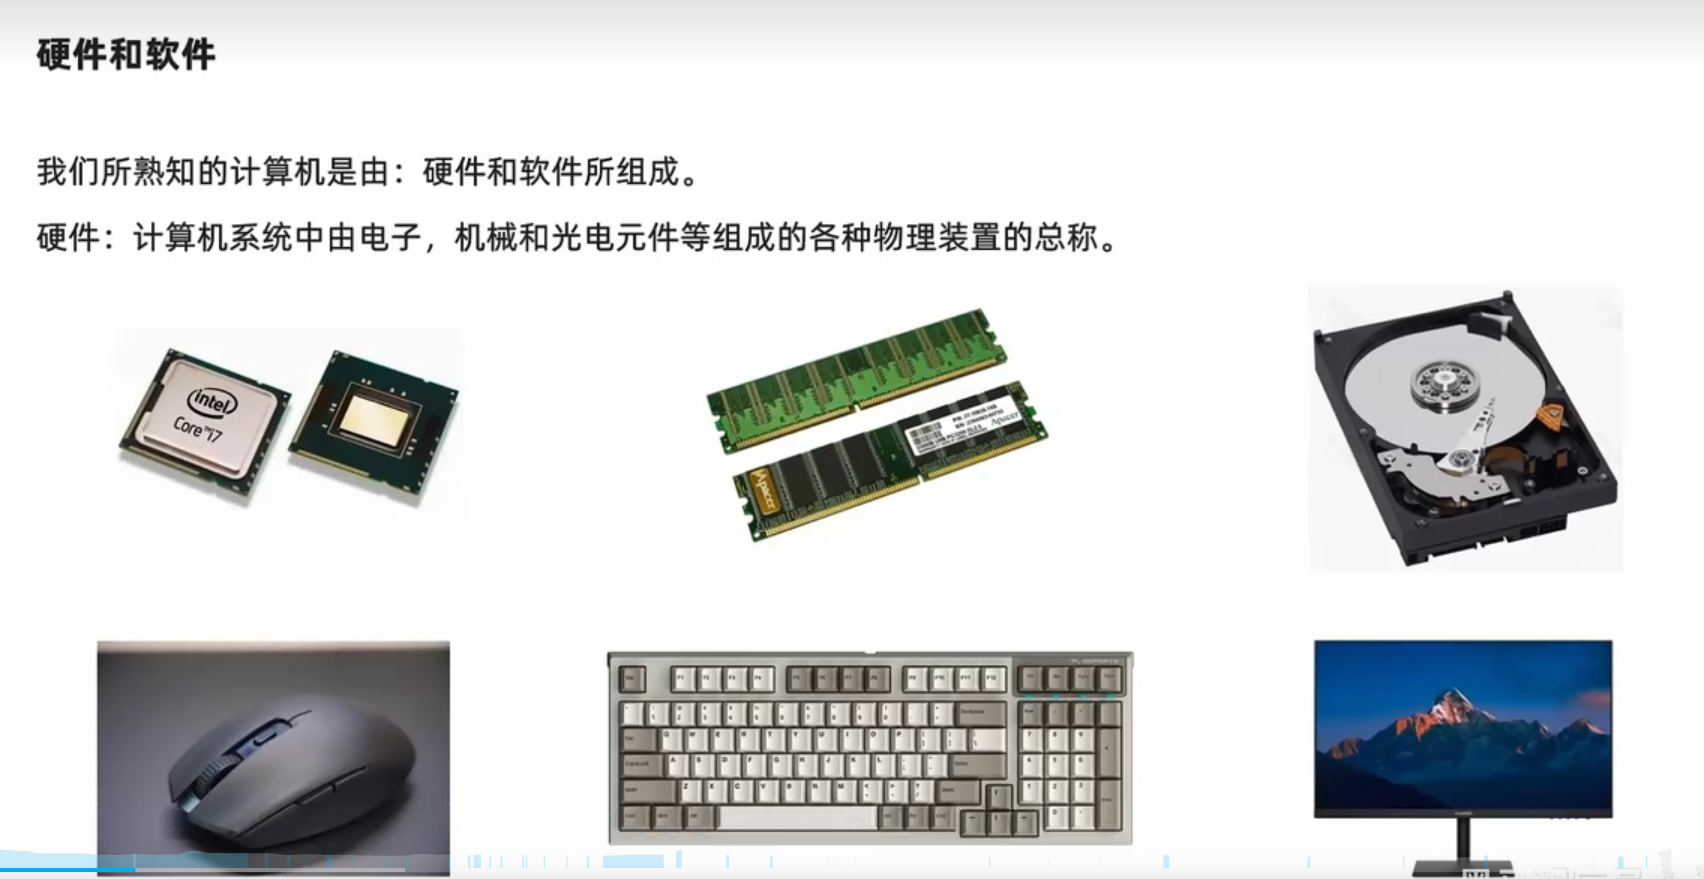 硬件和软件
我们所熟知的计算机是由：硬件和软件所组成。
硬件：计算机系统中由电子，机械和光电元件等组成的各种物理装置的总称。
intel
Core i7
Apacer
Apacer